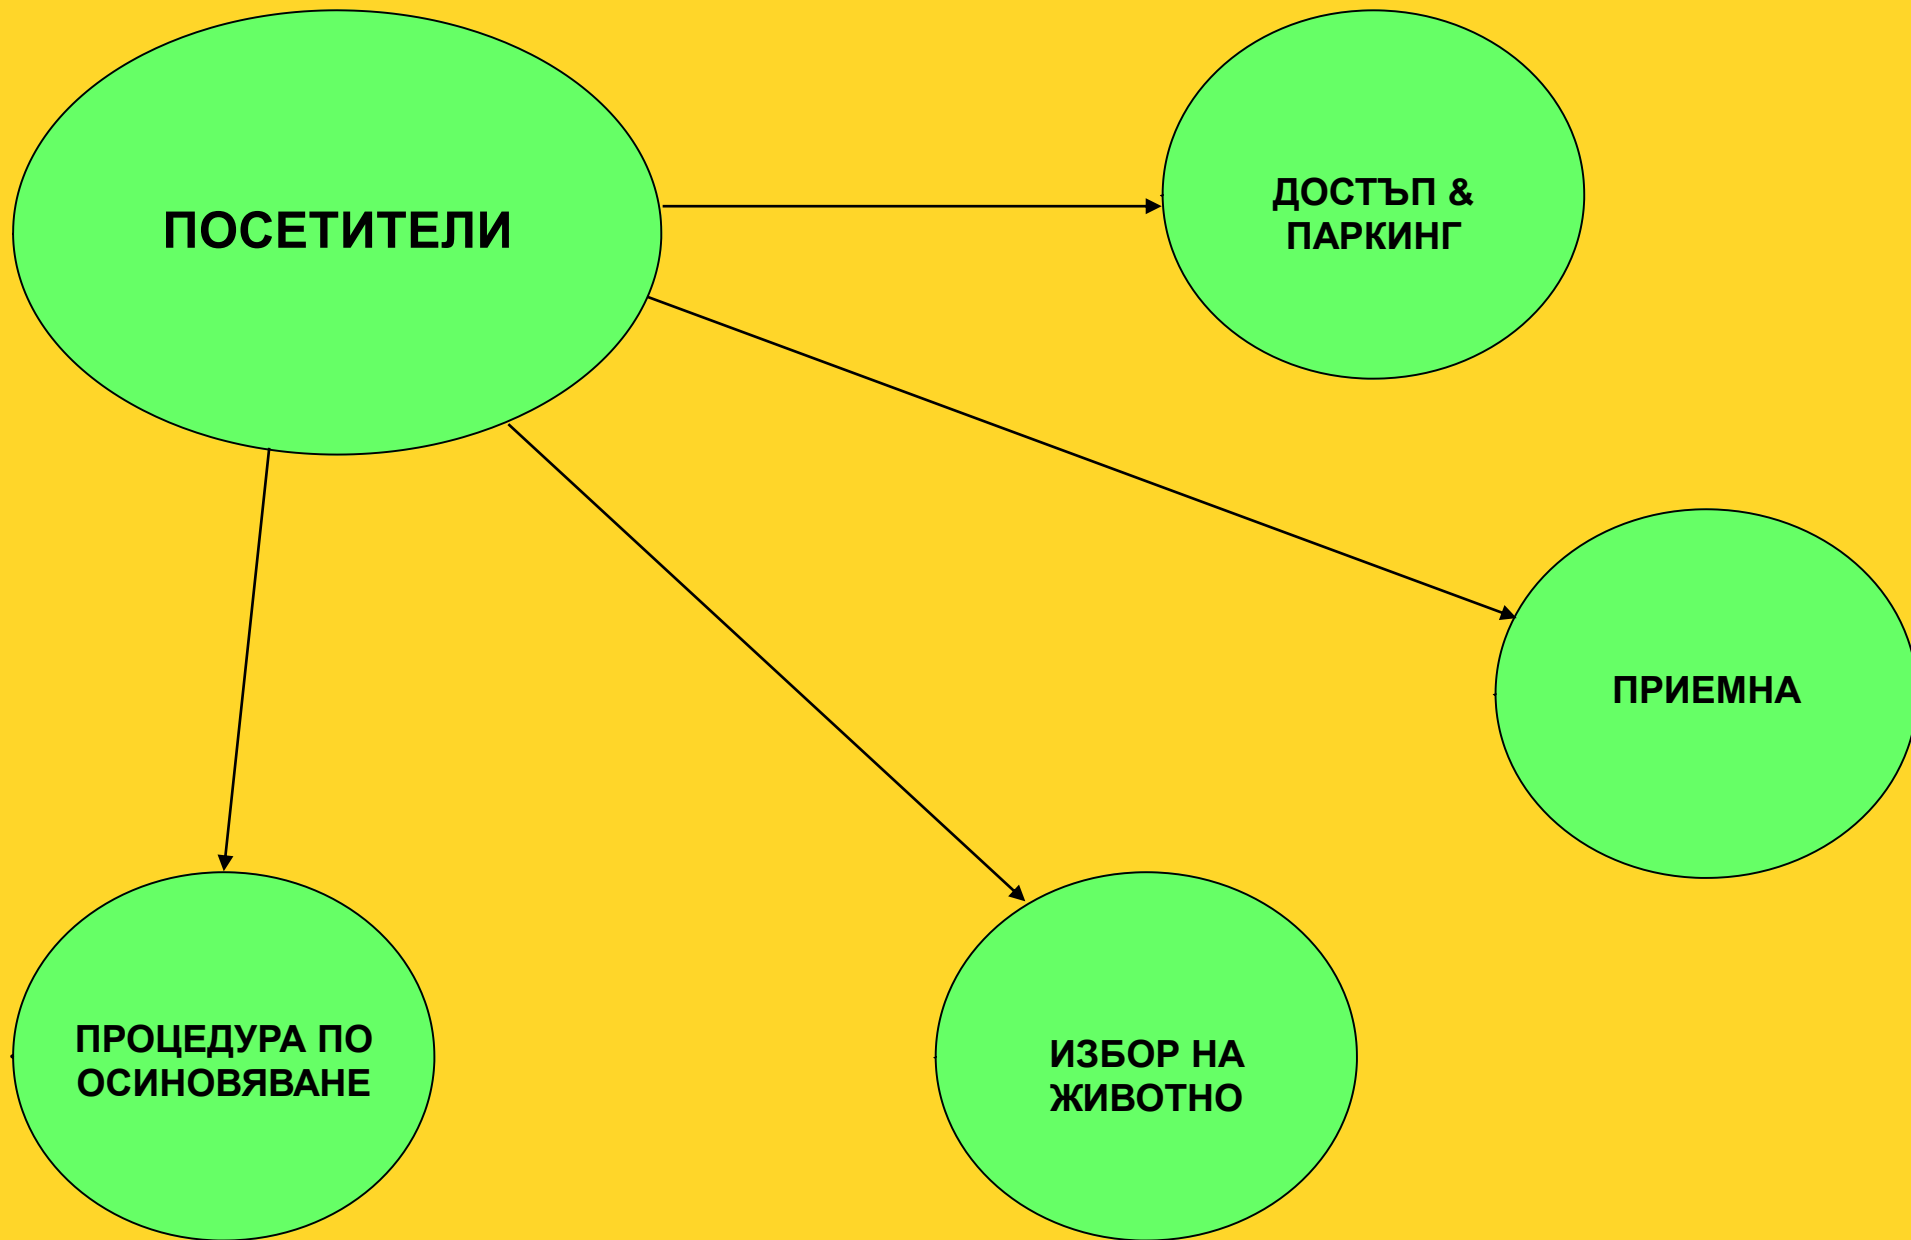 ПОСЕТИТЕЛИ
ДОСТЪП &
ПАРКИНГ
ПРИЕМНА
ПРОЦЕДУРА ПО
ОСИНОВЯВАНЕ
ИЗБОР НА
ЖИВОТНО